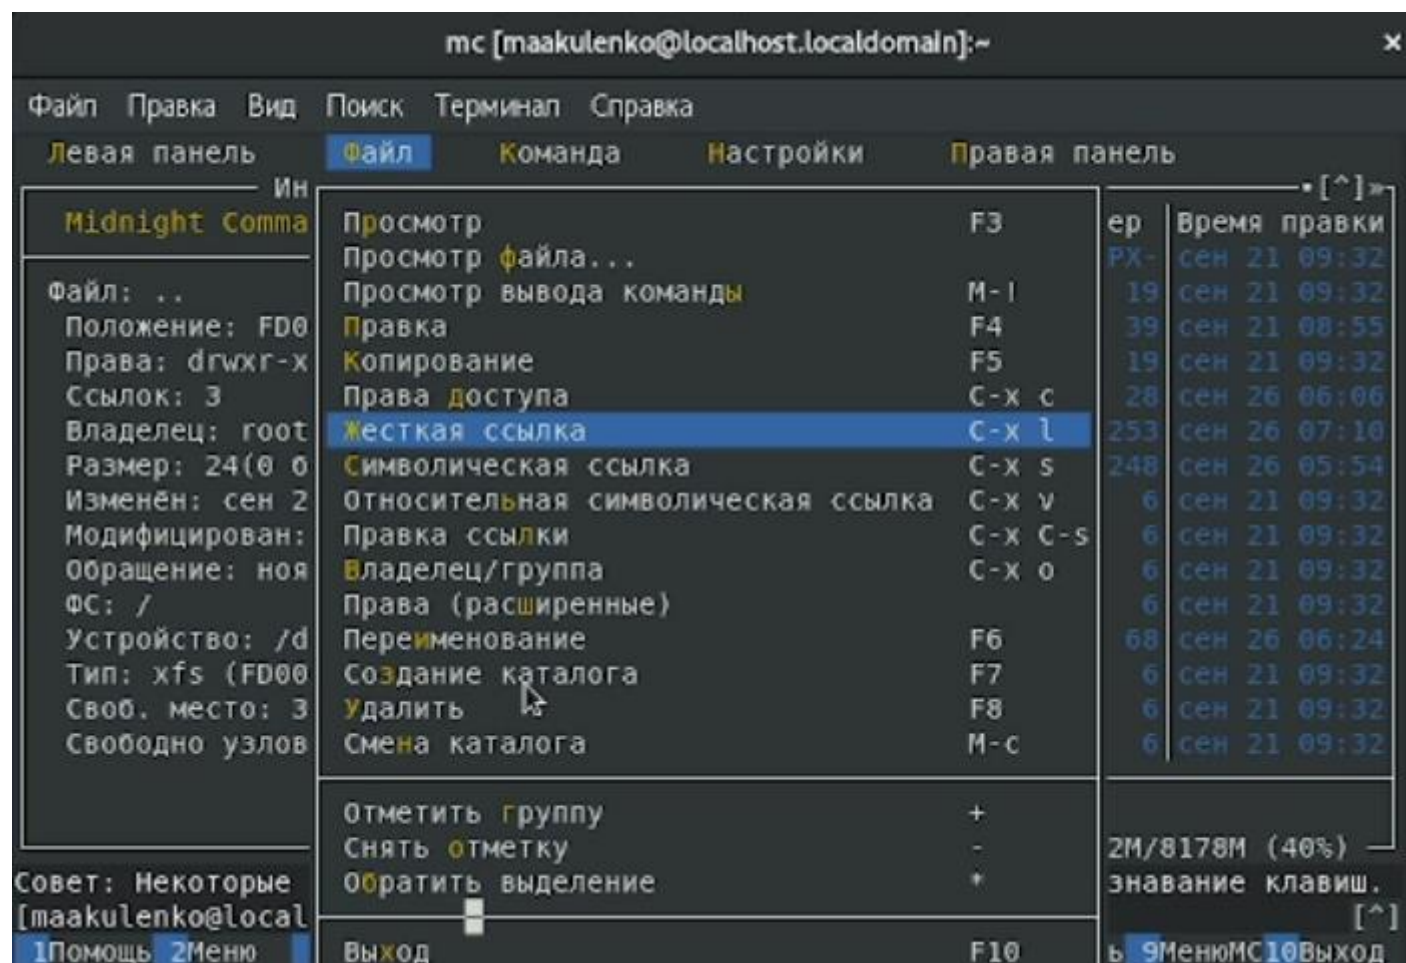 mc [maakulenko@localhost.localdomain]:~ ×
Файл Правка Вид Поиск Терминал Справка
Левая панель Файл Команда Настройки Правая панель
Ин •[^]»
Midnight Comma Просмотр F3 ер Время правки
Просмотр файла... РХ- сен 21 09:32
Файл: .. Просмотр вывода команды M-! 19 сен 21 09:32
Положение: FD0 Правка F4 39 сен 21 08:55
Права: drwxr-x Копирование F5 19 сен 21 09:32
Ссылок: 3 Права доступа C-x c 28 сен 26 06:06
Владелец: root Жесткая ссылка C-x l 253 сен 26 07:10
Размер: 24(0 б Символическая ссылка C-x s 248 сен 26 05:54
Изменён: сен 2 Относительная символическая ссылка C-x v 6 сен 21 09:32
Модифицирован: Правка ссылки C-x C-s 6 сен 21 09:32
Обращение: ноя Владелец/группа C-x o 6 сен 21 09:32
ФС: / Права (расширенные) 6 сен 21 09:32
Устройство: /d Переименование F6 68 сен 26 06:24
Тип: xfs (FD00 Создание каталога F7 6 сен 21 09:32
Своб. место: 3 Удалить F8 6 сен 21 09:32
Свободно узлов Смена каталога M-c 6 сен 21 09:32
Отметить группу +
Снять отметку - 2M/8178M (40%)
Совет: Некоторые Обратить выделение * знавание клавиш.
[maakulenko@local [^]
1Помощь 2Меню Выход F10 ь 9МенюМС 10Выход